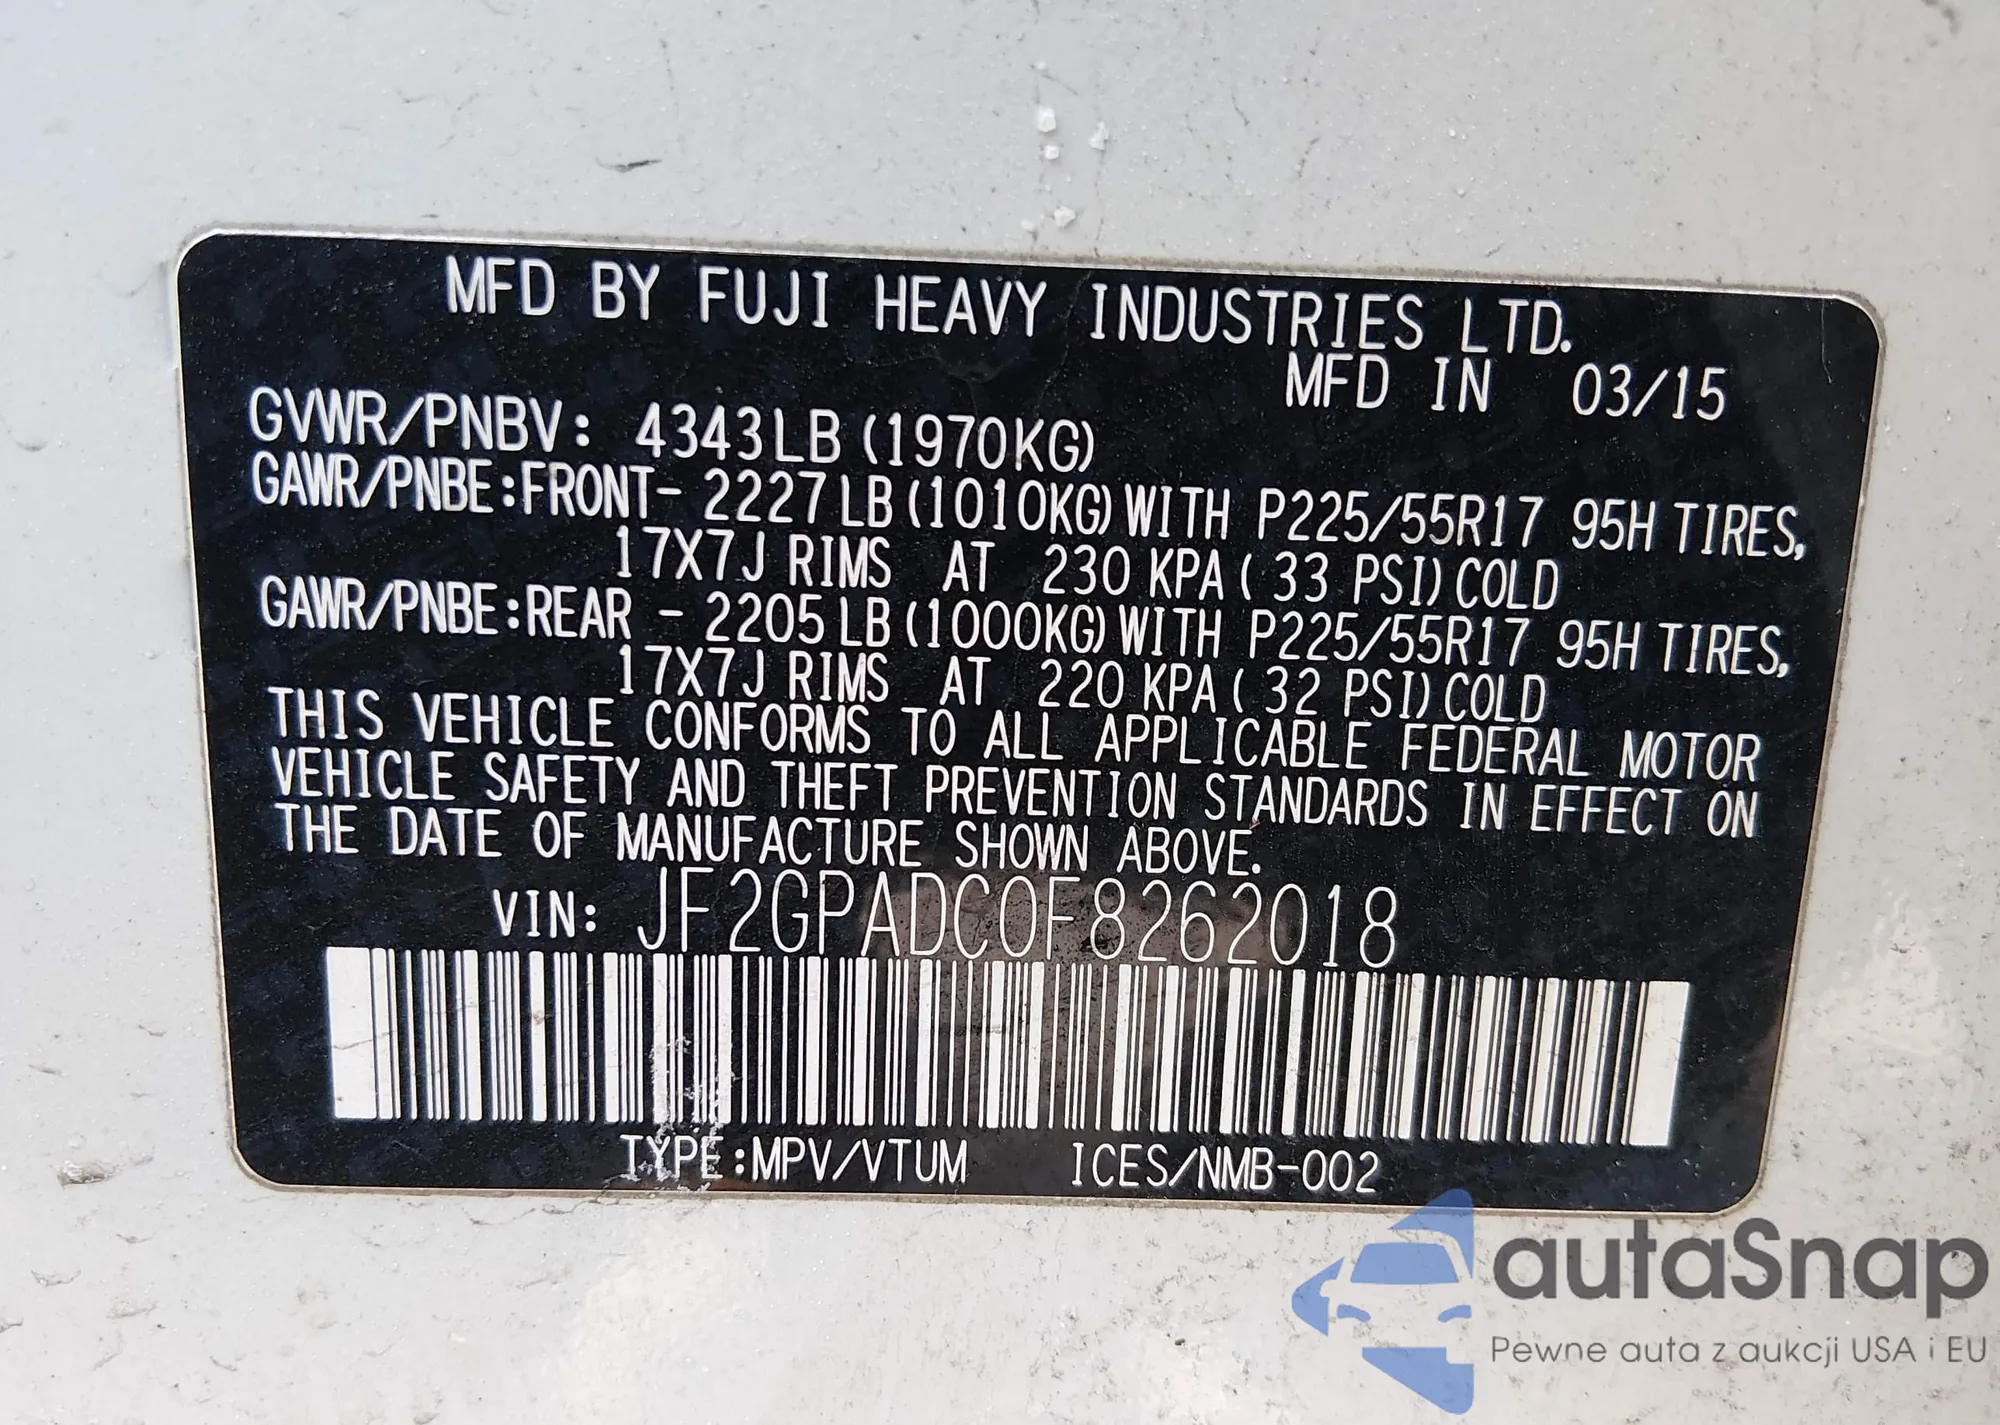 MFD BY FUJI HEAVY INDUSTRIES LTD.
MFD IN 03/15
GVWR/PNBV: 4343LB (1970KG)
GAWR/PNBE:FRONT- 2227LB (1010KG) WITH P225/55R17 95H TIRES,
17X7J RIMS AT 230 KPA ( 33 PSI) COLD
GAWR/PNBE:REAR - 2205LB (1000KG) WITH P225/55R17 95H TIRES,
17X7J RIMS AT 220 KPA ( 32 PSI) COLD
THIS VEHICLE CONFORMS TO ALL APPLICABLE FEDERAL MOTOR
VEHICLE SAFETY AND THEFT PREVENTION STANDARDS IN EFFECT ON
THE DATE OF MANUFACTURE SHOWN ABOVE.
VIN: JF2GPADC0F8262018
TYPE:MPV/VTUM ICES/NMB-002
autaSnap
Pewne auta z aukcji USA i EU